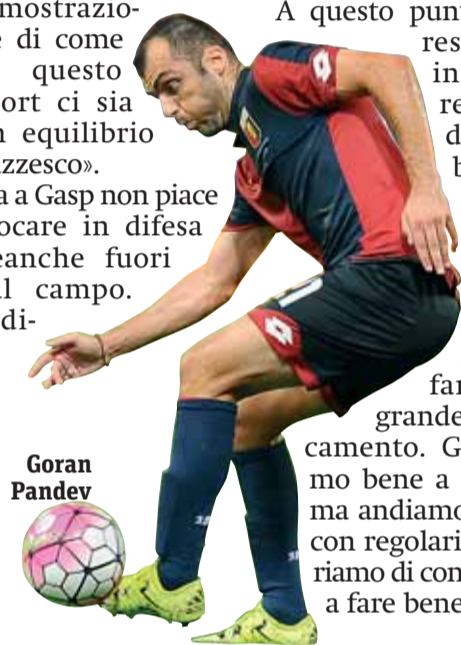 mostrazio-
e di come
questo
ort ci sia
n equilibrio
zzesco».
a a Gasp non piace
ocare in difesa
eanche fuori
l campo.
di-
Goran
Pandev
A questo pun
res
in
re
d
b
far
grande
camento. G
mo bene a
ma andiamo
con regolari
riamo di con
a fare bene